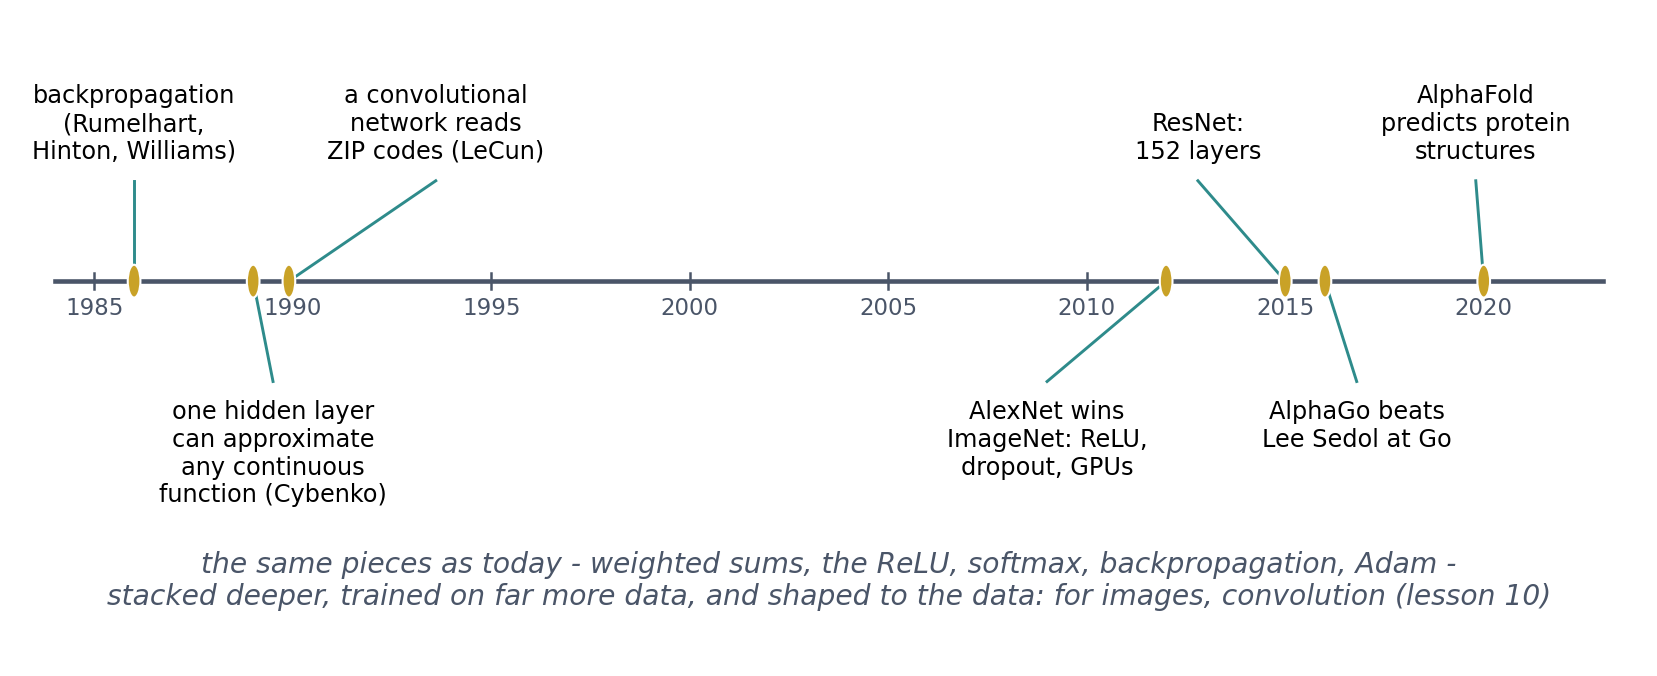 backpropagation
(Rumelhart,
Hinton, Williams)
a convolutional
network reads
ZIP codes (LeCun)
ResNet:
152 layers
AlphaFold
predicts protein
structures
1985
1990
1995
2000
2005
2010
2015
2020
one hidden layer
can approximate
any continuous
function (Cybenko)
AlexNet wins
ImageNet: ReLU,
dropout, GPUs
AlphaGo beats
Lee Sedol at Go
the same pieces as today - weighted sums, the ReLU, softmax, backpropagation, Adam -
stacked deeper, trained on far more data, and shaped to the data: for images, convolution (lesson 10)